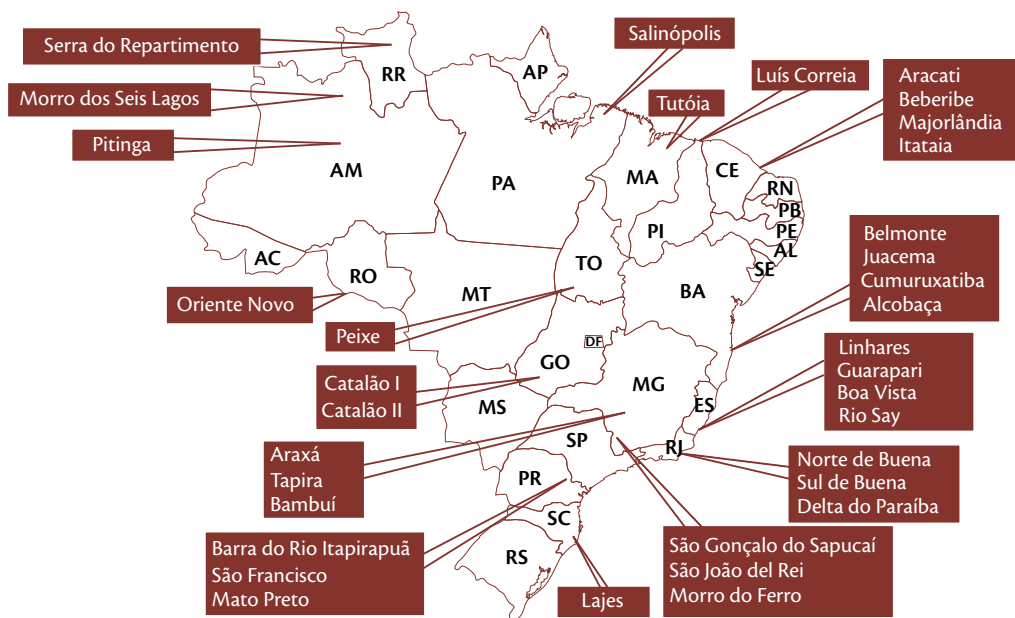 Serra do Repartimento
RR
AP
Salinópolis
Luís Correia
Aracati
Beberibe
Majorlândia
Itataia
Morro dos Seis Lagos
Tutóia
Pitinga
AM
PA
MA
CE
RN
PB
PE
AL
SE
PI
AC
RO
TO
MT
BA
Belmonte
Juacema
Cumuruxatiba
Alcobaça
Oriente Novo
Peixe
DF
GO
MG
ES
Linhares
Guarapari
Boa Vista
Rio Say
Catalão I
Catalão II
MS
SP
RJ
Araxá
Tapira
Bambuí
Norte de Buena
Sul de Buena
Delta do Paraíba
PR
SC
RS
Barra do Rio Itapirapuã
São Francisco
Mato Preto
Lajes
São Gonçalo do Sapucaí
São João del Rei
Morro do Ferro